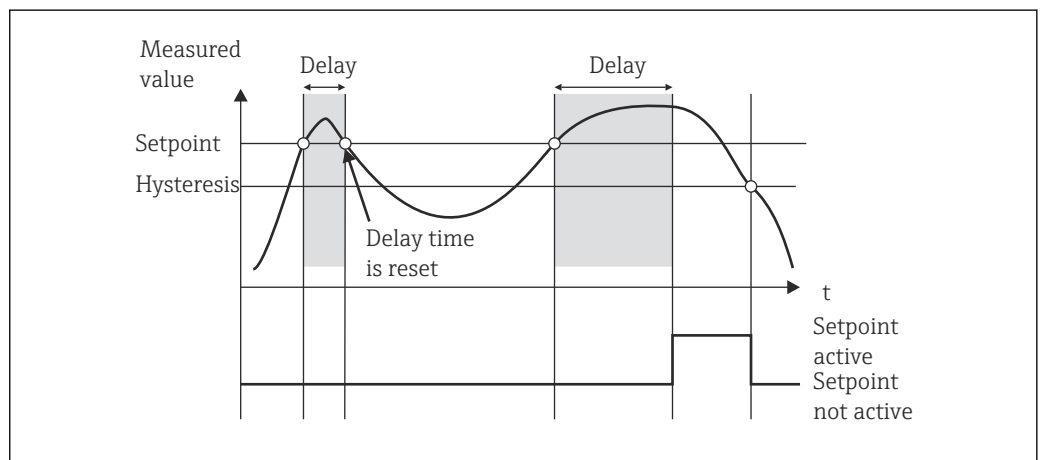 Measured
value
Delay
Delay
Setpoint
Hysteresis
Delay time
is reset
t
Setpoint
active
Setpoint
not active